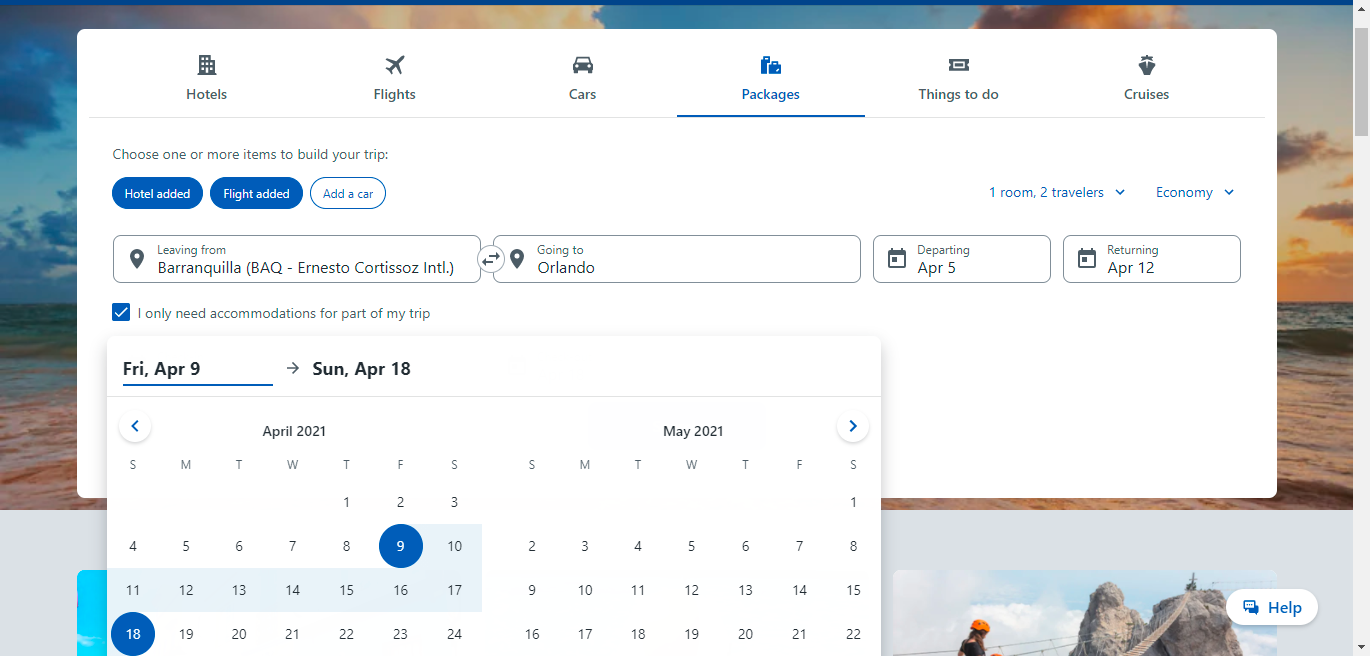 Hotels
Flights
Cars
Packages
Things to do
Cruises
Choose one or more items to build your trip:
Hotel added
Flight added
Add a car
1 room, 2 travelers
Economy
Leaving from
Barranquilla (BAQ - Ernesto Cortissoz Intl.)
Going to
Orlando
Departing
Apr 5
Returning
Apr 12
I only need accommodations for part of my trip
Fri, Apr 9
Sun, Apr 18
April 2021
S M T W T F S
1 2 3
4 5 6 7 8 9 10
11 12 13 14 15 16 17
18 19 20 21 22 23 24
May 2021
S M T W T F S
1
2 3 4 5 6 7 8
9 10 11 12 13 14 15
16 17 18 19 20 21 22
Help